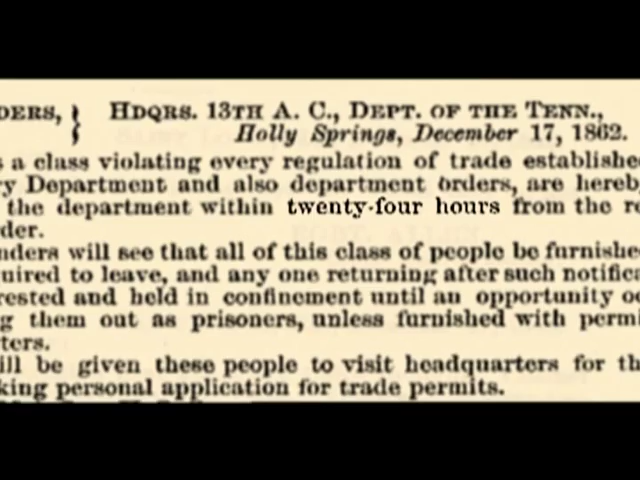 DERS, } HDQRS. 13TH A. C., DEPT. OF THE TENN.,
Holly Springs, December 17, 1862.
s a class violating every regulation of trade establishe
ry Department and also department orders, are hereb
the department within twenty-four hours from the re
der.
nders will see that all of this class of people be furnishe
uired to leave, and any one returning after such notifica
rested and held in confinement until an opportunity o
g them out as prisoners, unless furnished with permi
ters.
ill be given these people to visit headquarters for th
king personal application for trade permits.